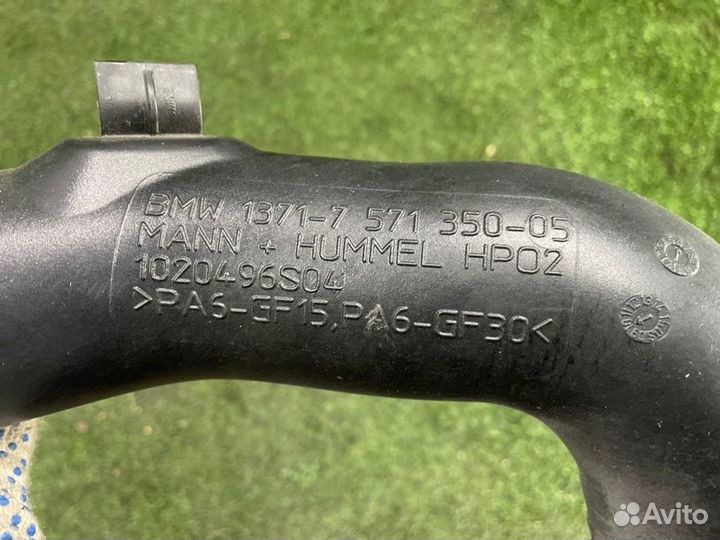 BMW 1371-7 571 350-05
MANN + HUMMEL HP02
1020496S04
>PA6-GF15,PA6-GF30<
Avito